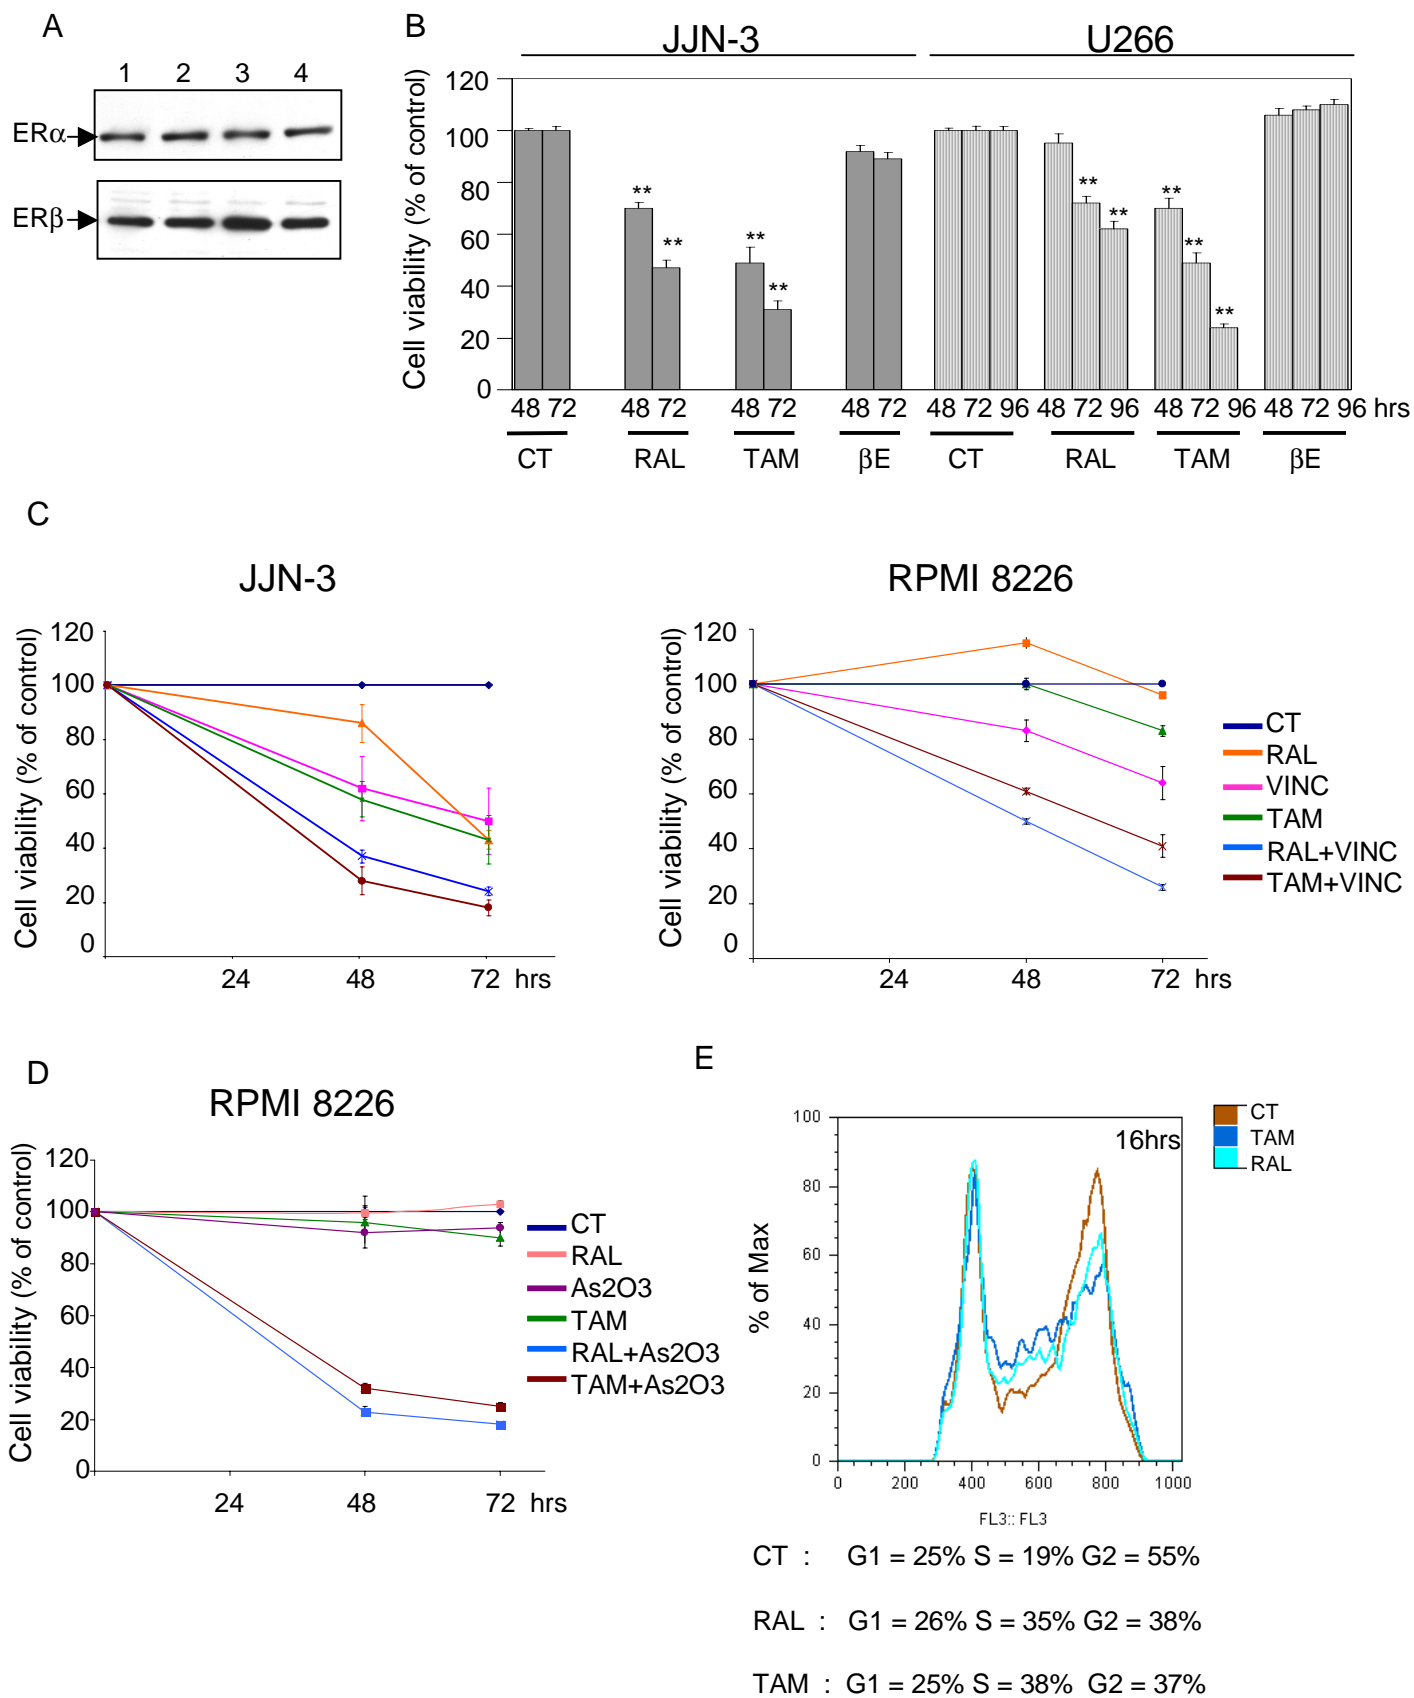 A
1 2 3 4
ERα
ERβ
B
JJN-3 U266
Cell viability (% of control)
120
100
80
60
40
20
0
** ** ** ** ** ** ** ** **
48 72 48 72 48 72 48 72 48 72 96 48 72 96 48 72 96 48 72 96 hrs
CT RAL TAM βE CT RAL TAM βE
C
JJN-3
Cell viability (% of control)
120
100
80
60
40
20
0
24 48 72 hrs
RPMI 8226
Cell viability (% of control)
120
100
80
60
40
20
0
24 48 72 hrs
CT
RAL
VINC
TAM
RAL+VINC
TAM+VINC
D
RPMI 8226
Cell viability (% of control)
120
100
80
60
40
20
0
24 48 72 hrs
CT
RAL
As2O3
TAM
RAL+As2O3
TAM+As2O3
E
16hrs
CT
TAM
RAL
% of Max
100
80
60
40
20
0
0 200 400 600 800 1000
FL3:: FL3
CT : G1 = 25% S = 19% G2 = 55%
RAL : G1 = 26% S = 35% G2 = 38%
TAM : G1 = 25% S = 38% G2 = 37%